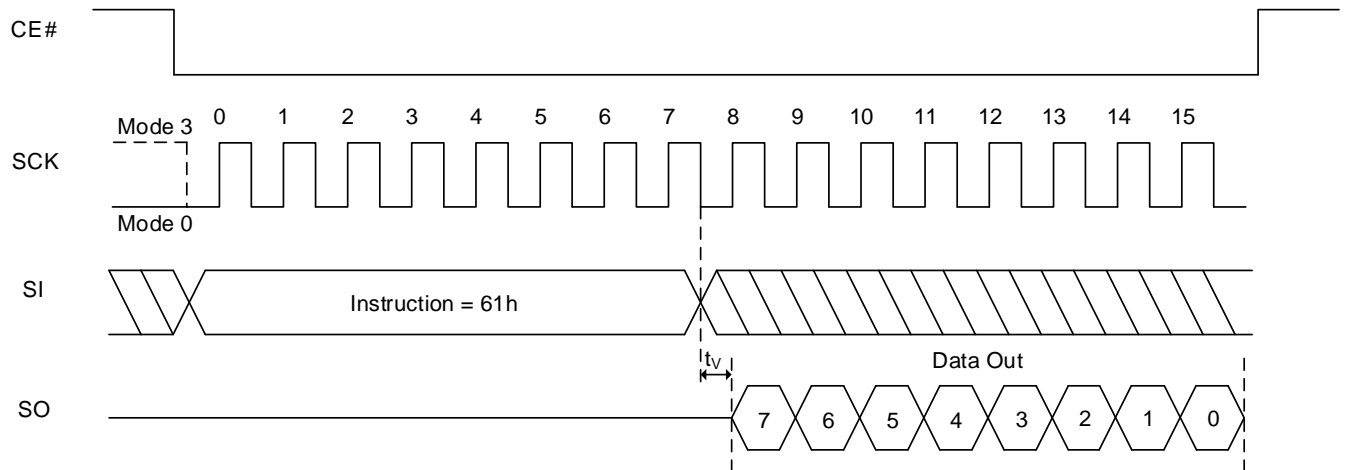 CE#
0 1 2 3 4 5 6 7 8 9 10 11 12 13 14 15
Mode 3
SCK
Mode 0
SI
Instruction = 61h
tV
Data Out
SO
7 6 5 4 3 2 1 0